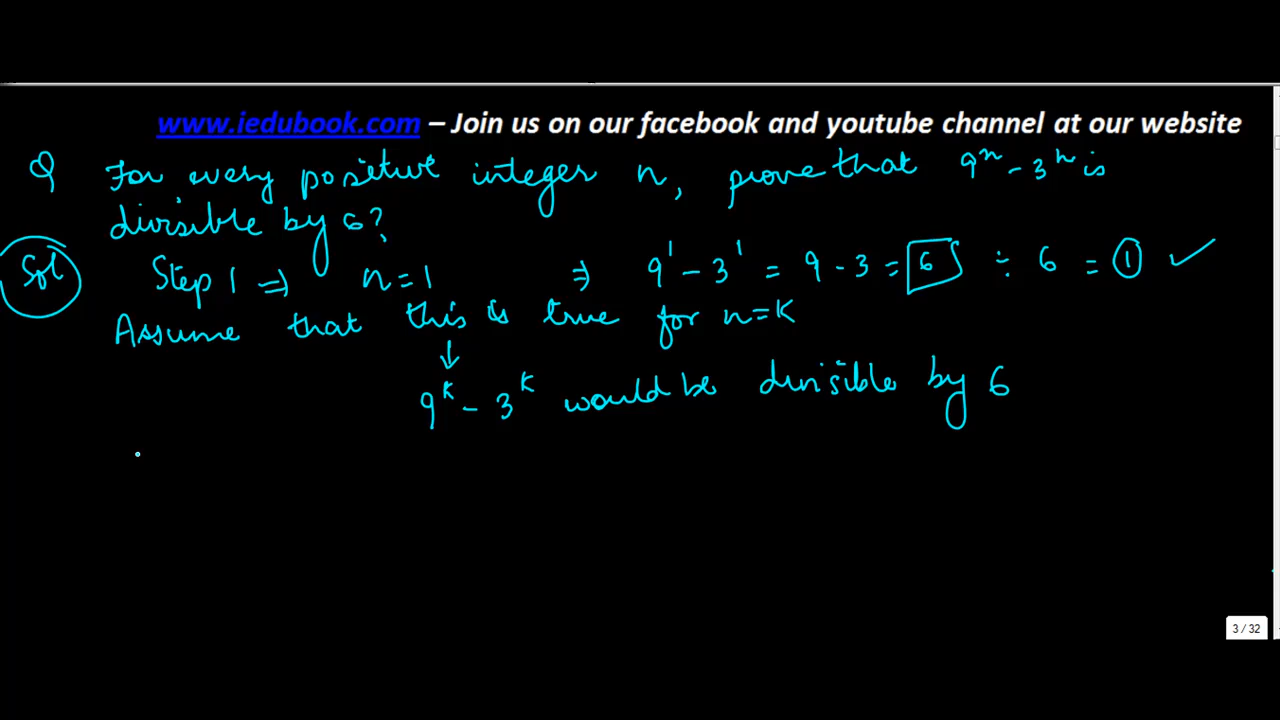 www.iedubook.com – Join us on our facebook and youtube channel at our website
Q For every positive integer n, prove that 9ⁿ - 3ⁿ is
divisible by 6?
Sol Step 1 ⇒ n=1 ⇒ 9¹ - 3¹ = 9 - 3 = 6 ÷ 6 = 1 ✓
Assume that this is true for n=K
↓
9ᴷ - 3ᴷ would be divisible by 6
3 / 32